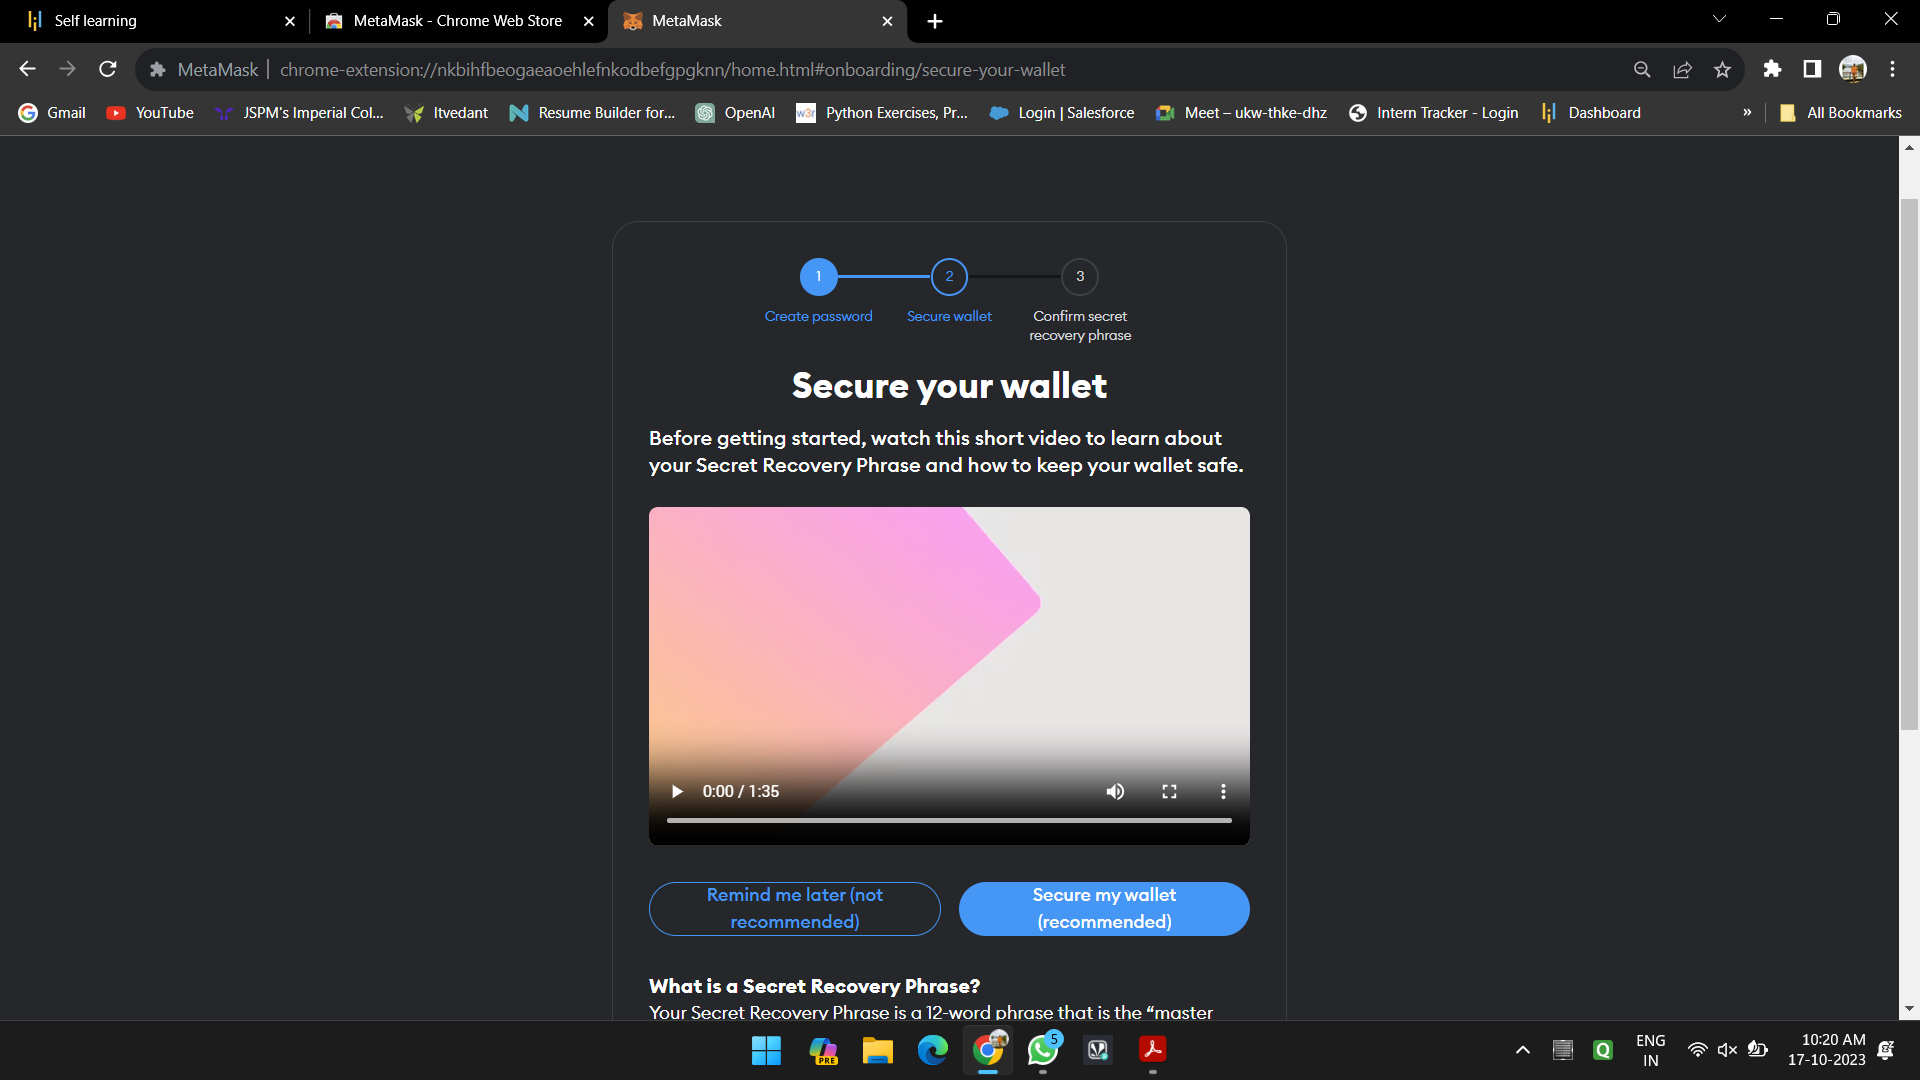 Self learning
MetaMask - Chrome Web Store
MetaMask
MetaMask | chrome-extension://nkbihfbeogaeaoehlefnkodbefgpgknn/home.html#onboarding/secure-your-wallet
Gmail
YouTube
JSPM's Imperial Col...
Itvedant
Resume Builder for...
OpenAI
w3r
Python Exercises, Pr...
Login | Salesforce
Meet – ukw-thke-dhz
Intern Tracker - Login
Dashboard
»
All Bookmarks
1
2
3
Create password
Secure wallet
Confirm secret
recovery phrase
Secure your wallet
Before getting started, watch this short video to learn about
your Secret Recovery Phrase and how to keep your wallet safe.
0:00 / 1:35
Remind me later (not
recommended)
Secure my wallet
(recommended)
What is a Secret Recovery Phrase?
Your Secret Recovery Phrase is a 12-word phrase that is the “master
PRE
5
Q
ENG
IN
10:20 AM
17-10-2023